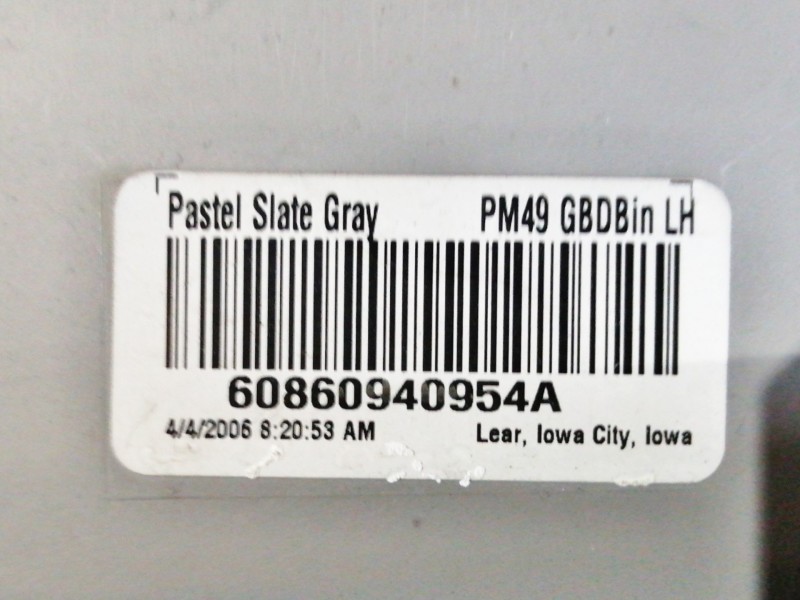 Pastel Slate Gray PM49 GBDBin LH
60860940954A
4/4/2006 8:20:53 AM Lear, Iowa City, Iowa